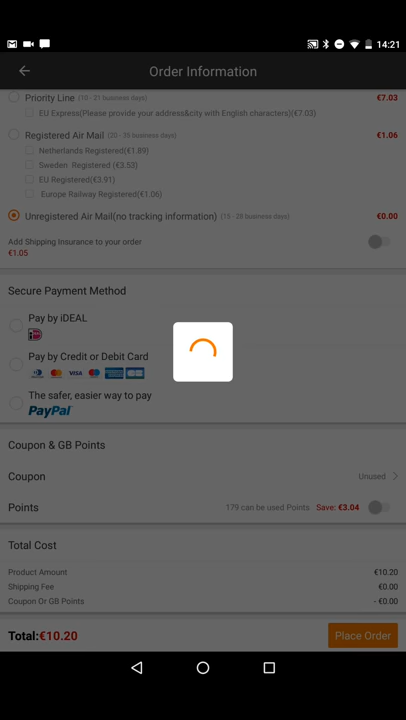 14:21
Order Information
Priority Line (10 - 21 business days) €7.03
EU Express(Please provide your address&city with English characters)(€7.03)
Registered Air Mail (20 - 35 business days) €1.06
Netherlands Registered(€1.89)
Sweden Registered (€3.53)
EU Registered(€3.91)
Europe Railway Registered(€1.06)
Unregistered Air Mail(no tracking information) (15 - 28 business days) €0.00
Add Shipping Insurance to your order
€1.05
Secure Payment Method
Pay by iDEAL
Pay by Credit or Debit Card
VISA
The safer, easier way to pay
PayPal
Coupon & GB Points
Coupon Unused
Points 179 can be used Points Save: €3.04
Total Cost
Product Amount €10.20
Shipping Fee €0.00
Coupon Or GB Points - €0.00
Total:€10.20 Place Order